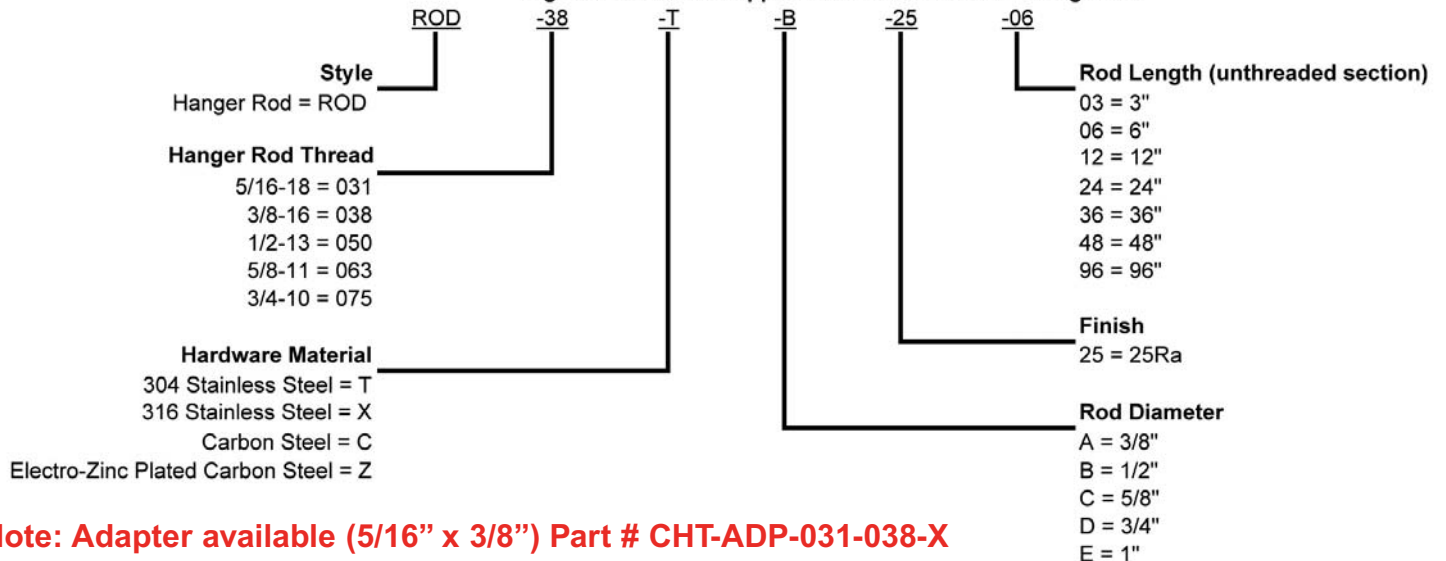 ROD -38 -T -B -25 -06
Style
Hanger Rod = ROD
Hanger Rod Thread
5/16-18 = 031
3/8-16 = 038
1/2-13 = 050
5/8-11 = 063
3/4-10 = 075
Hardware Material
304 Stainless Steel = T
316 Stainless Steel = X
Carbon Steel = C
Electro-Zinc Plated Carbon Steel = Z
Rod Length (unthreaded section)
03 = 3"
06 = 6"
12 = 12"
24 = 24"
36 = 36"
48 = 48"
96 = 96"
Finish
25 = 25Ra
Rod Diameter
A = 3/8"
B = 1/2"
C = 5/8"
D = 3/4"
E = 1"
Adapter available (5/16” x 3/8”) Part # CHT-ADP-031-038-X